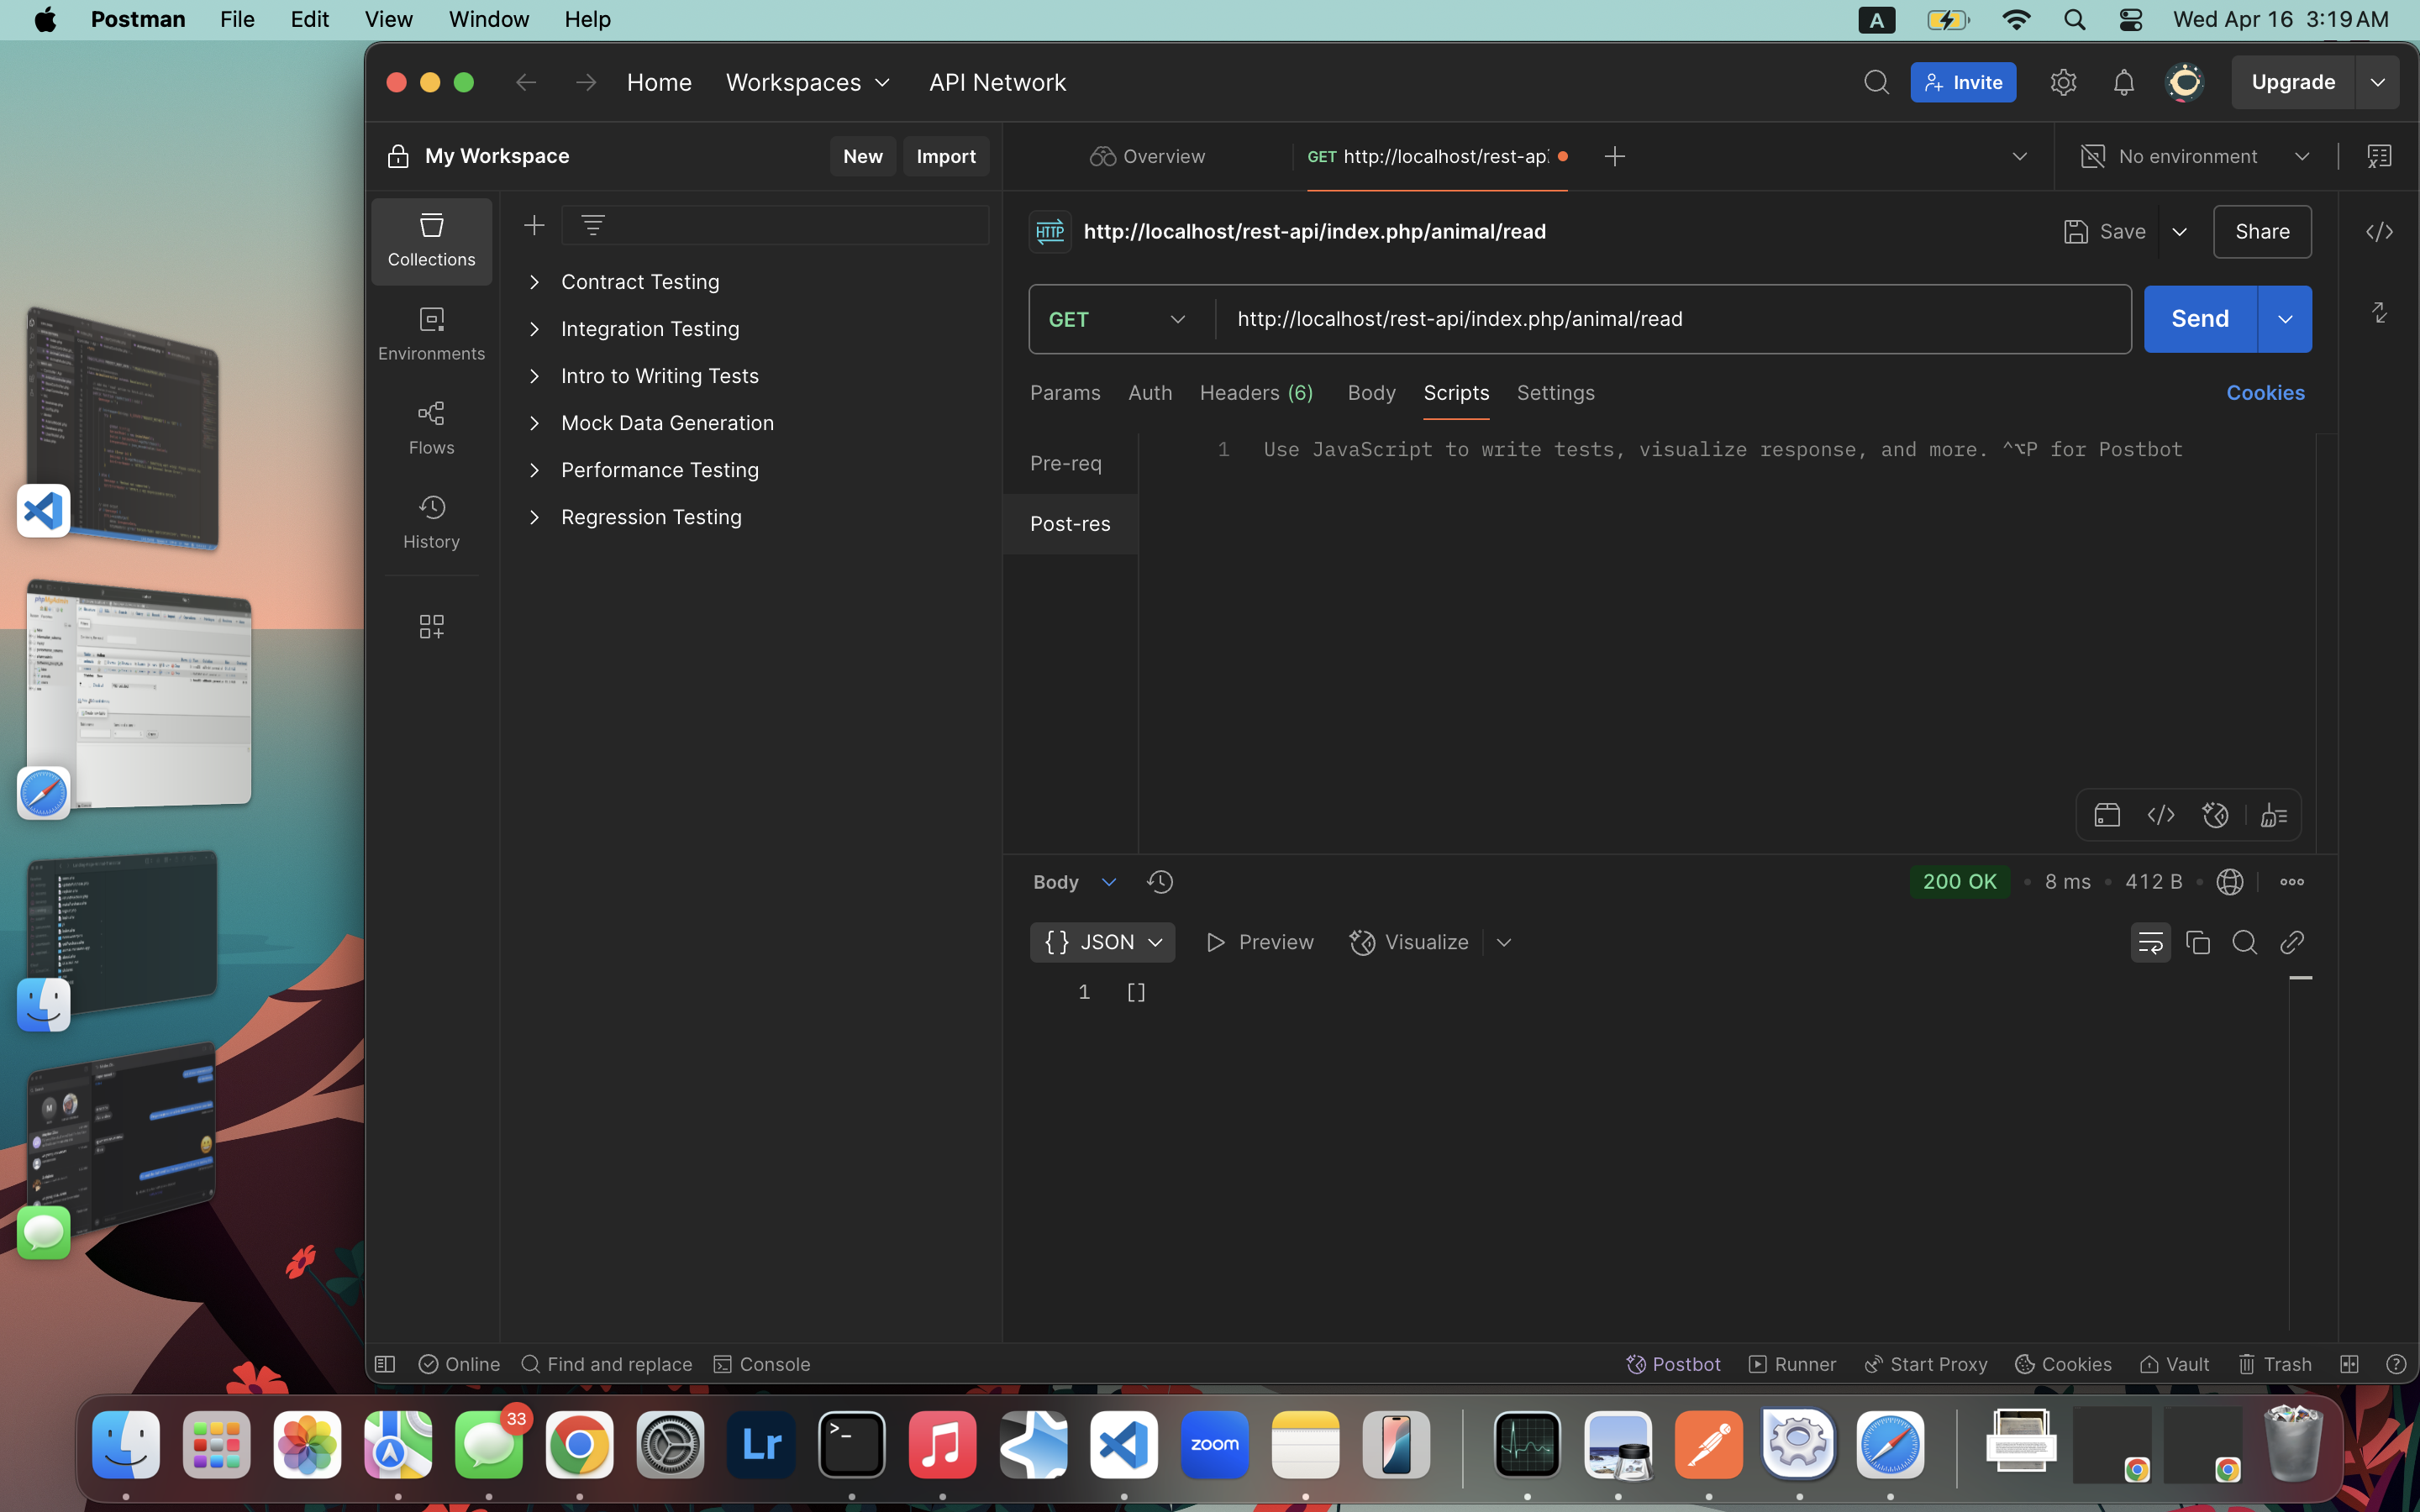 Postman File Edit View Window Help
A Wed Apr 16 3:19 AM
Home Workspaces API Network
Invite Upgrade
My Workspace New Import
Overview GET http://localhost/rest-ap No environment
Collections
Environments
Flows
History
Contract Testing
Integration Testing
Intro to Writing Tests
Mock Data Generation
Performance Testing
Regression Testing
HTTP http://localhost/rest-api/index.php/animal/read Save Share
GET http://localhost/rest-api/index.php/animal/read Send
Params Auth Headers (6) Body Scripts Settings Cookies
Pre-req
Post-res
1 Use JavaScript to write tests, visualize response, and more. ⌃⌥P for Postbot
Body 200 OK • 8 ms • 412 B •
{} JSON Preview Visualize
1 []
Online Find and replace Console Postbot Runner Start Proxy Cookies Vault Trash
33
Lr
>_
zoom